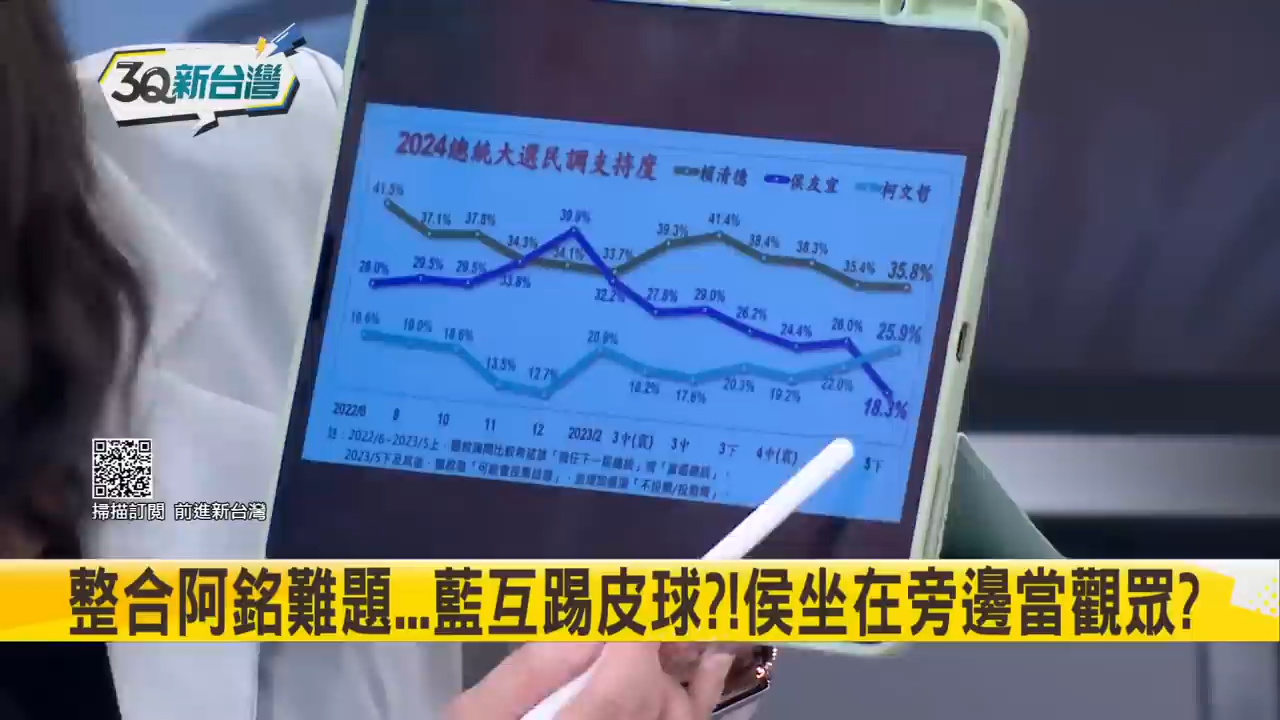 3Q新台灣
2024總統大選民調支持度
賴清德 侯友宜 柯文哲
41.5% 37.1% 37.8% 34.3% 34.1% 33.7% 39.3% 41.4% 38.4% 38.3% 35.4% 35.8%
28.0% 29.5% 29.5% 33.8% 39.8% 32.2% 27.8% 29.0% 26.2% 24.4% 26.0% 18.3%
18.6% 18.0% 18.6% 13.5% 12.7% 20.9% 18.2% 17.6% 20.3% 19.2% 22.0% 25.9%
2022/6 8 10 11 12 2023/2 3中(震) 3中 3下 4中(震) 5下
掃描訂閱 前進新台灣
整合阿銘難題...藍互踢皮球?!侯坐在旁邊當觀眾?